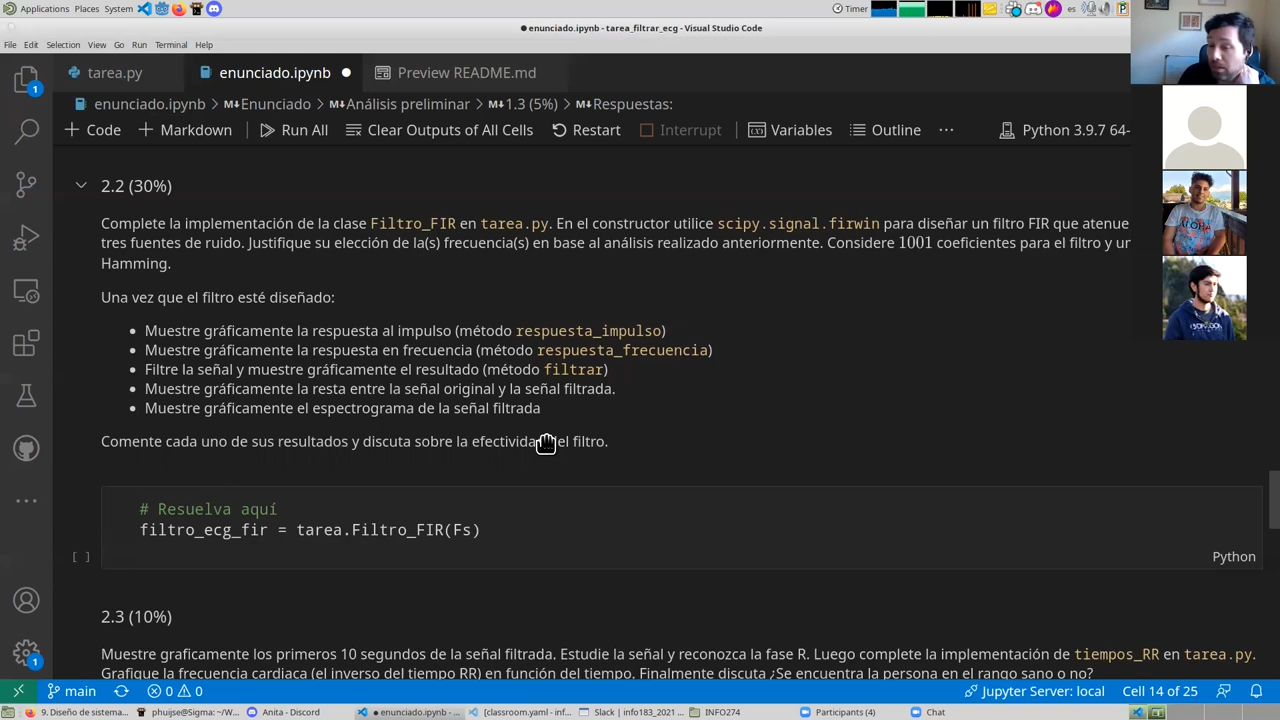 Applications Places System
Timer
es
enunciado.ipynb - tarea_filtrar_ecg - Visual Studio Code
File Edit Selection View Go Run Terminal Help
tarea.py
enunciado.ipynb
Preview README.md
enunciado.ipynb > Enunciado > Análisis preliminar > 1.3 (5%) > Respuestas:
+ Code + Markdown Run All Clear Outputs of All Cells Restart Interrupt Variables Outline ··· Python 3.9.7 64-
2.2 (30%)
Complete la implementación de la clase Filtro_FIR en tarea.py. En el constructor utilice scipy.signal.firwin para diseñar un filtro FIR que atenue
tres fuentes de ruido. Justifique su elección de la(s) frecuencia(s) en base al análisis realizado anteriormente. Considere 1001 coeficientes para el filtro y
Hamming.
Una vez que el filtro esté diseñado:
• Muestre gráficamente la respuesta al impulso (método respuesta_impulso)
• Muestre gráficamente la respuesta en frecuencia (método respuesta_frecuencia)
• Filtre la señal y muestre gráficamente el resultado (método filtrar)
• Muestre gráficamente la resta entre la señal original y la señal filtrada.
• Muestre gráficamente el espectrograma de la señal filtrada
Comente cada uno de sus resultados y discuta sobre la efectividad del filtro.
# Resuelva aquí
filtro_ecg_fir = tarea.Filtro_FIR(Fs)
[ ]
Python
2.3 (10%)
Muestre graficamente los primeros 10 segundos de la señal filtrada. Estudie la señal y reconozca la fase R. Luego complete la implementación de tiempos_RR en tarea.py.
Grafique la frecuencia cardiaca (el inverso del tiempo RR) en función del tiempo. Finalmente discuta ¿Se encuentra la persona en el rango sano o no?
main 0 0 Jupyter Server: local Cell 14 of 25
9. Diseño de sistema... phuijse@Sigma: ~/W... Anita - Discord ● enunciado.ipynb - ... [classroom.yaml - inf... Slack | info183_2021 ... INFO274 Participants (4) Chat
1
1